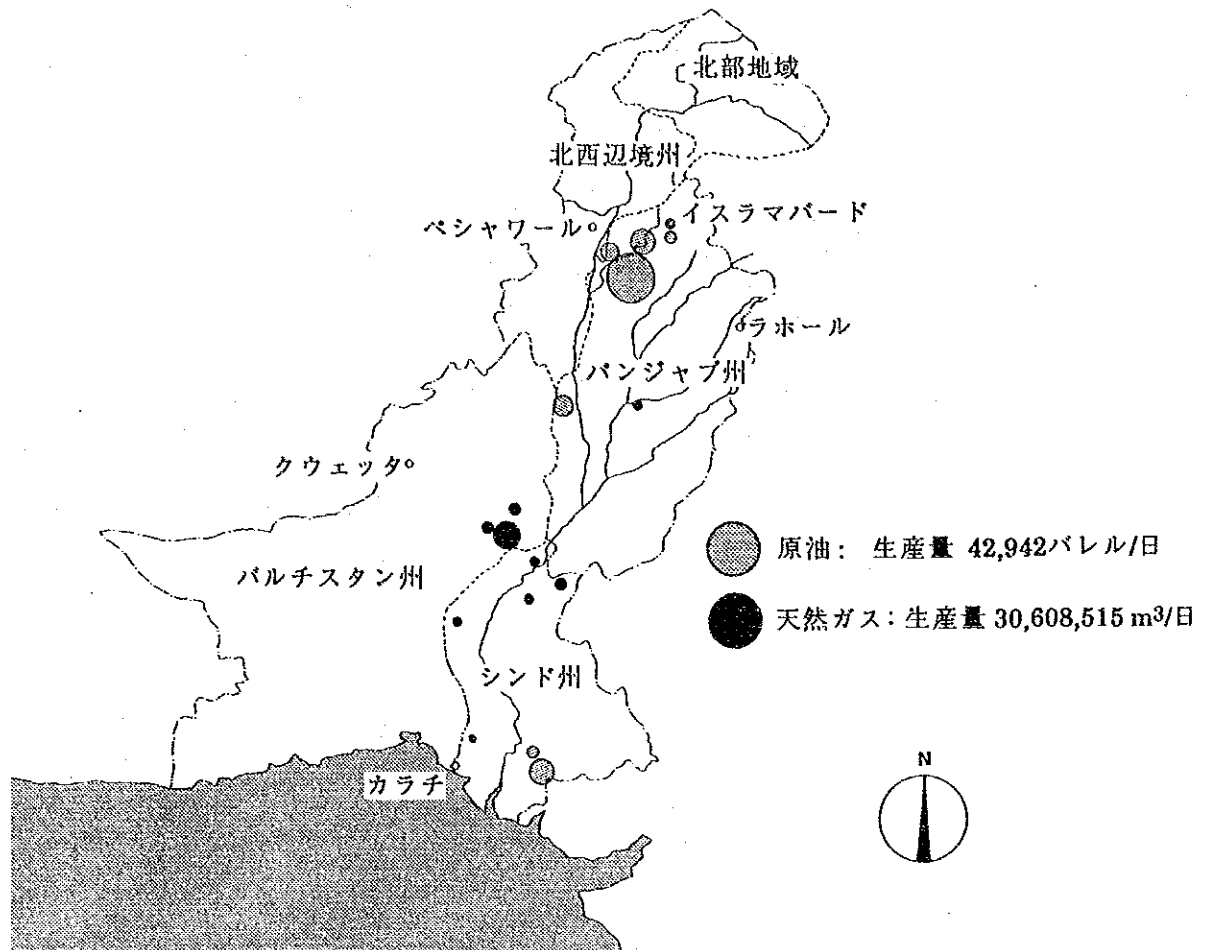 北部地域
北西辺境州
ペシャワール
イスラマバード
ラホール
パンジャブ州
クウェッタ
原油: 生産量 42,942バレル/日
バルチスタン州
天然ガス: 生産量 30,608,515 m³/日
シンド州
N
カラチ